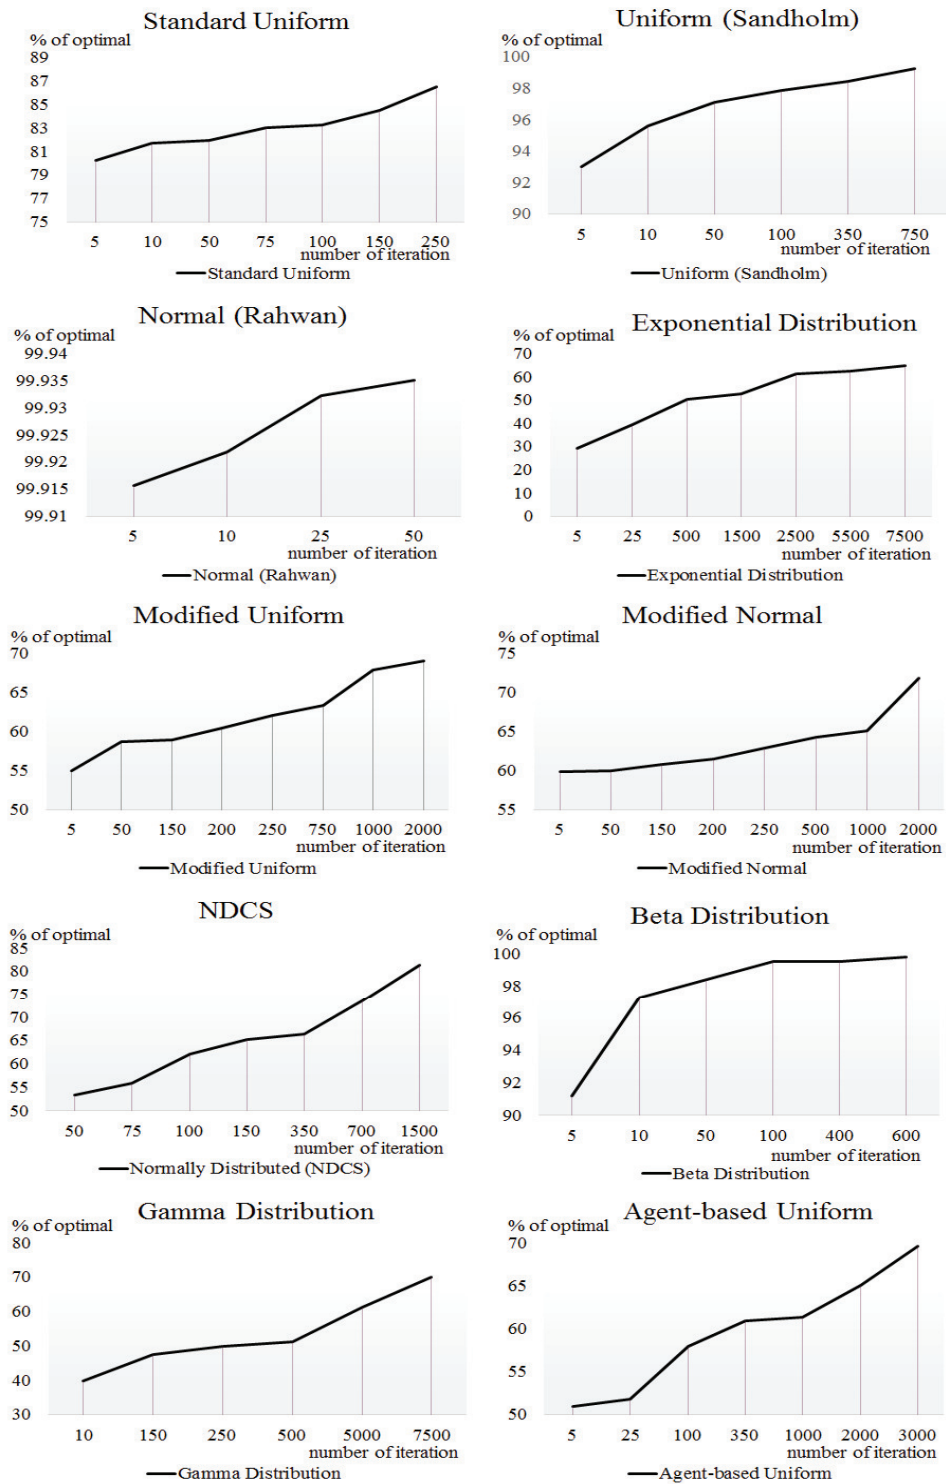 Standard Uniform
% of optimal
89
87
85
83
81
79
77
75
5 10 50 75 100 150 250
number of iteration
Standard Uniform
Uniform (Sandholm)
% of optimal
100
98
96
94
92
90
5 10 50 100 350 750
number of iteration
Uniform (Sandholm)
Normal (Rahwan)
% of optimal
99.94
99.935
99.93
99.925
99.92
99.915
99.91
5 10 25 50
number of iteration
Normal (Rahwan)
Exponential Distribution
% of optimal
70
60
50
40
30
20
10
0
5 25 500 1500 2500 5500 7500
number of iteration
Exponential Distribution
Modified Uniform
% of optimal
70
65
60
55
50
5 50 150 200 250 750 1000 2000
number of iteration
Modified Uniform
Modified Normal
% of optimal
75
70
65
60
55
5 50 150 200 250 500 1000 2000
number of iteration
Modified Normal
NDCS
% of optimal
85
80
75
70
65
60
55
50
50 75 100 150 350 700 1500
number of iteration
Normally Distributed (NDCS)
Beta Distribution
% of optimal
100
98
96
94
92
90
5 10 50 100 400 600
number of iteration
Beta Distribution
Gamma Distribution
% of optimal
80
70
60
50
40
30
10 150 250 500 5000 7500
number of iteration
Gamma Distribution
Agent-based Uniform
% of optimal
70
65
60
55
50
5 25 100 350 1000 2000 3000
number of iteration
Agent-based Uniform